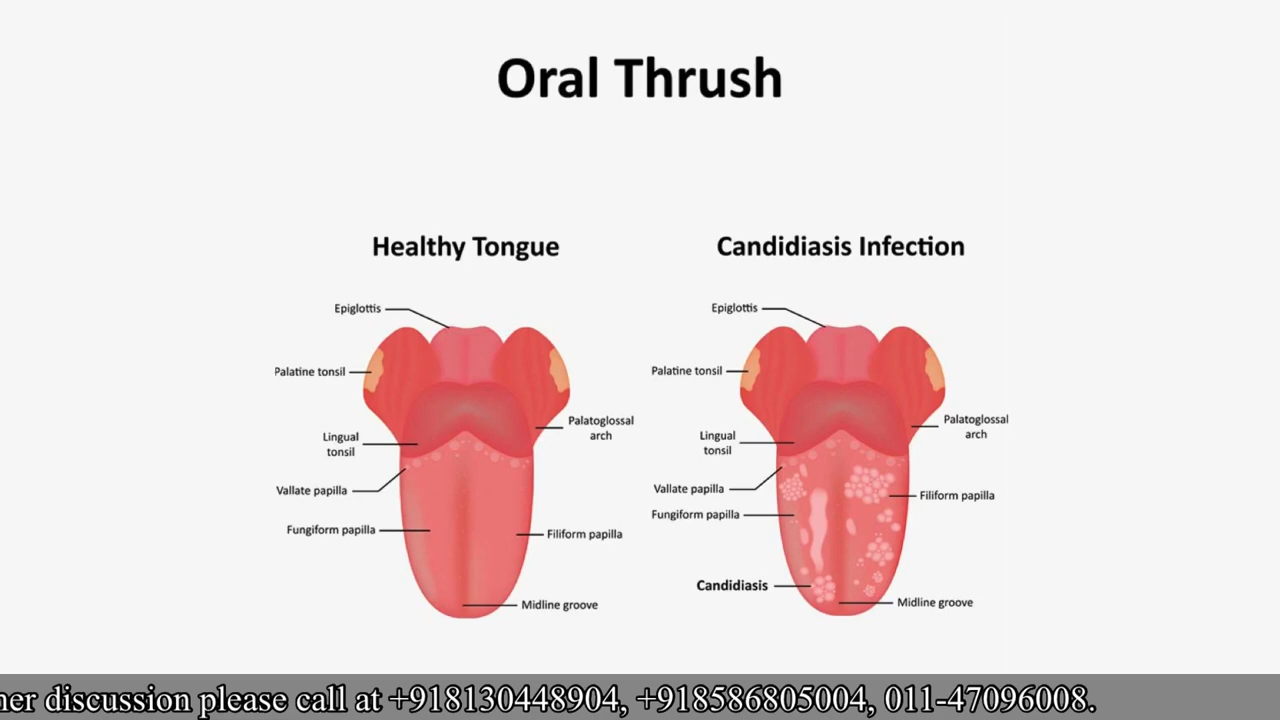 Oral Thrush
Healthy Tongue
Epiglottis
Palatine tonsil
Palatoglossal
arch
Lingual
tonsil
Vallate papilla
Fungiform papilla
Filiform papilla
Midline groove
Candidiasis Infection
Epiglottis
Palatine tonsil
Palatoglossal
arch
Lingual
tonsil
Vallate papilla
Filiform papilla
Fungiform papilla
Candidiasis
Midline groove
discussion please call at +918130448904, +918586805004, 011-47096008.